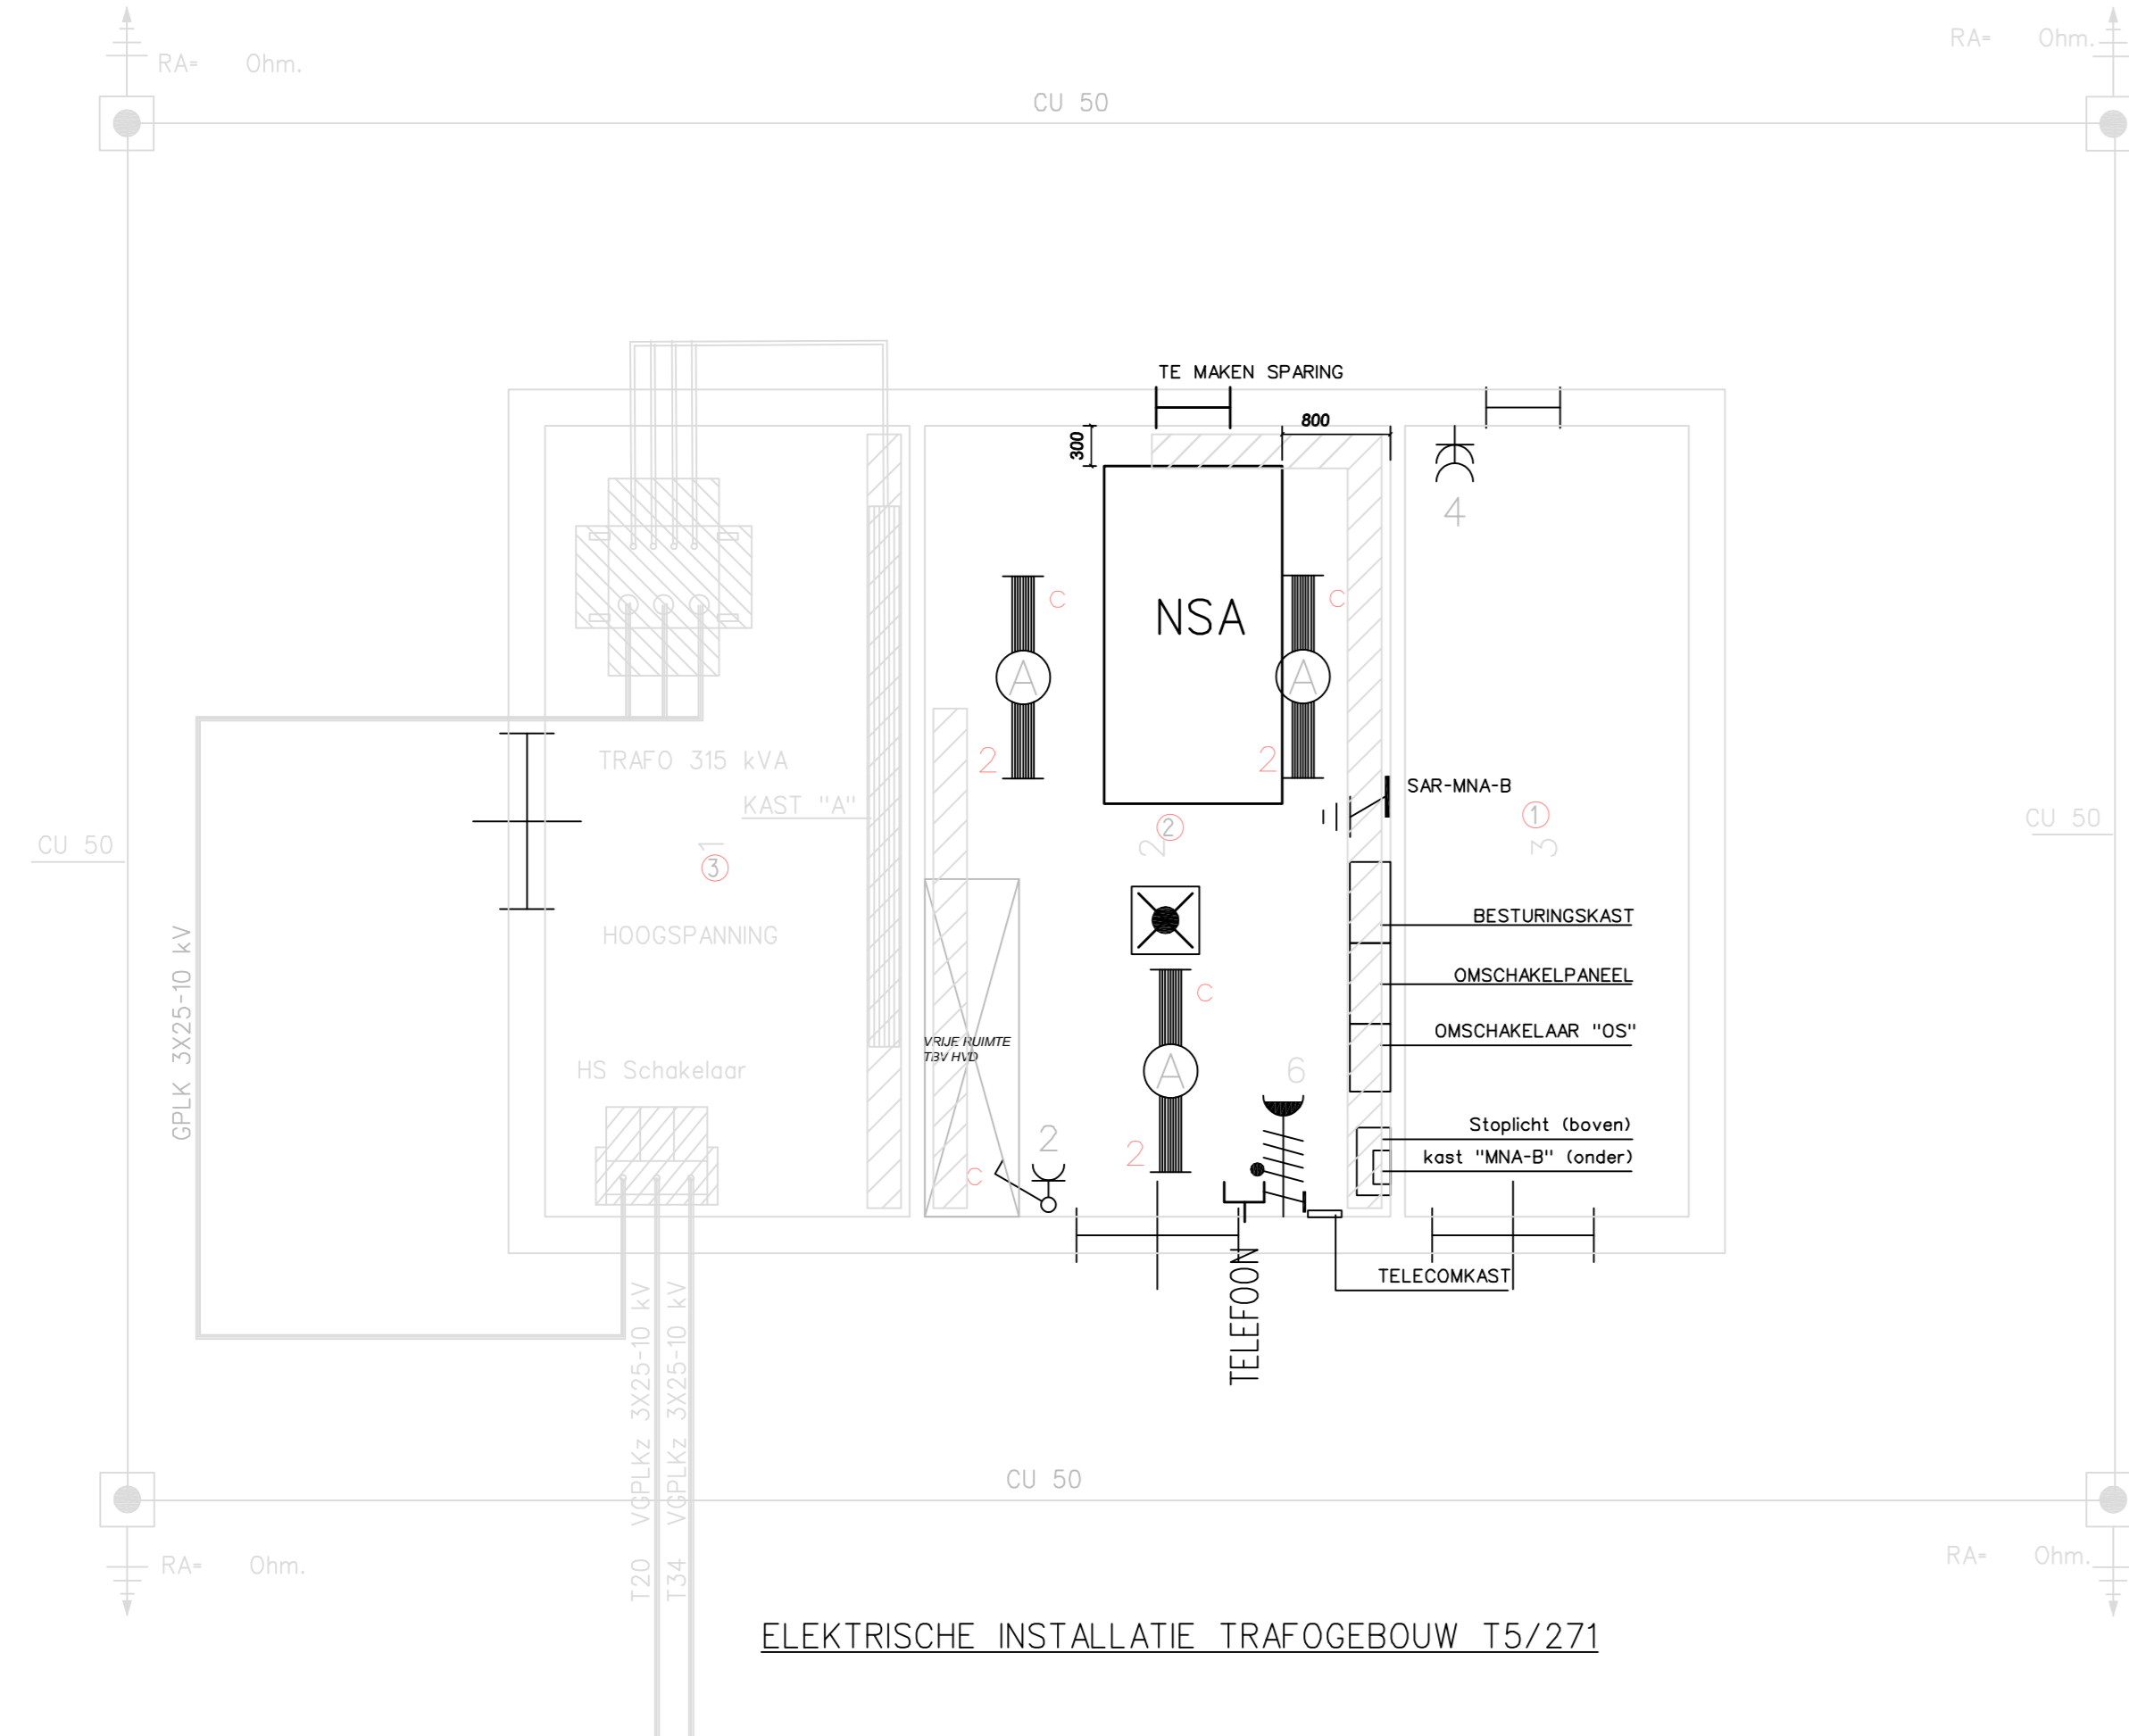 RA= Ohm.
RA= Ohm.
CU 50
TE MAKEN SPARING
800
300
4
NSA
C
C
A
A
2
2
TRAFO 315 kVA
KAST "A"
SAR-MNA-B
CU 50
CU 50
1
3
2
2
1
3
HOOGSPANNING
BESTURINGSKAST
OMSCHAKELPANEEL
C
GPLK 3X25-10 kV
OMSCHAKELAAR "OS"
VRIJE RUIMTE
TBV HVD
HS Schakelaar
A
6
Stoplicht (boven)
kast "MNA-B" (onder)
2
2
C
TELEFOON
TELECOMKAST
T20 VGPLKz 3X25-10 kV
T34 VGPLKz 3X25-10 kV
CU 50
RA= Ohm.
RA= Ohm.
ELEKTRISCHE INSTALLATIE TRAFOGEBOUW T5/271